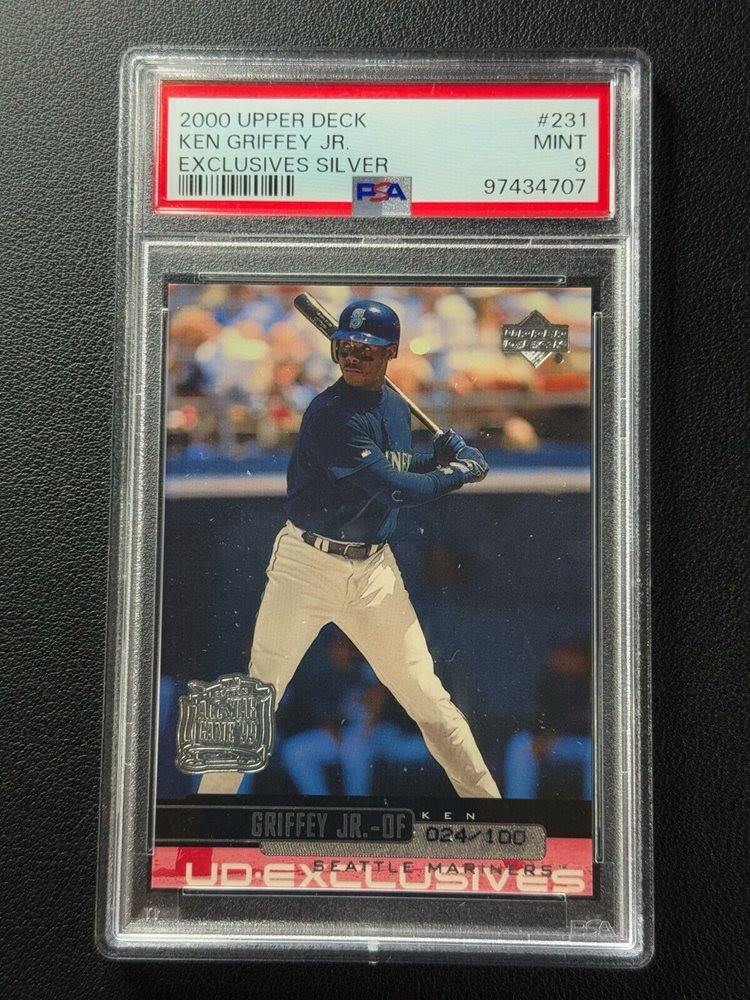 2000 UPPER DECK #231
KEN GRIFFEY JR. MINT
EXCLUSIVES SILVER 9
PSA 97434707
S
UPPER
DECK
ALL-STAR
GAME '99
KEN
GRIFFEY JR.-OF 024/100
SEATTLE MARINERS
UD·EXCLUSIVES
PSA